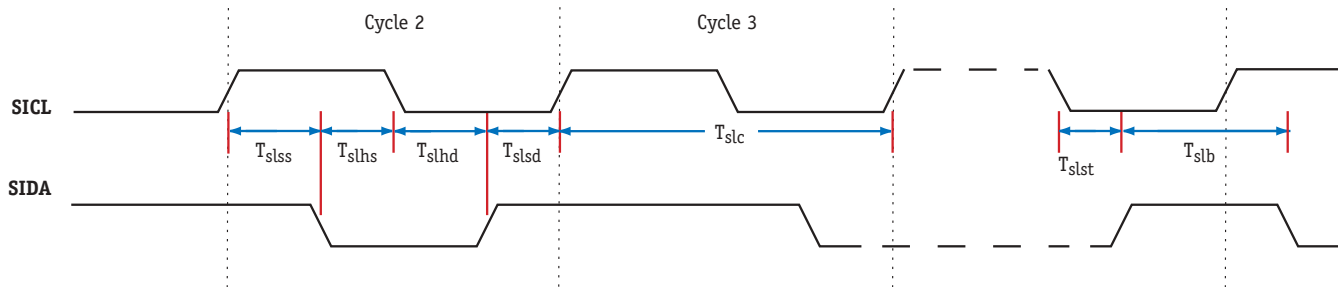 Cycle 2
Cycle 3
SICL
Tslss
Tslhs
Tslhd
Tslsd
Tslc
Tslst
Tslb
SIDA